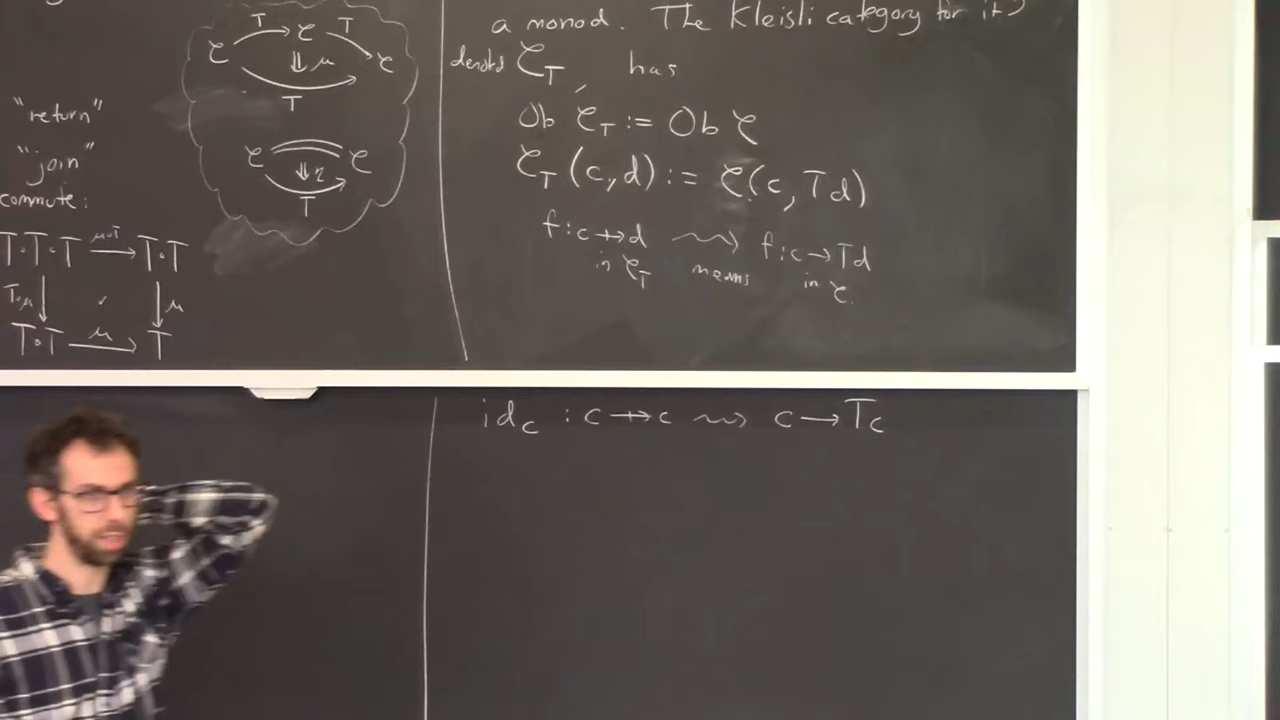 T T
𝒞 𝒞 𝒞
⇓ μ
T
𝒞 𝒞
⇓ η
T
"return"
"join"
commute:
T∘T∘T μ∘T→ T∘T
T∘μ ↓ ✓ ↓ μ
T∘T μ→ T
a monad. The Kleisli category for it,
denoted 𝒞_T, has
Ob 𝒞_T := Ob 𝒞
𝒞_T (c, d) := 𝒞(c, Td)
f : c ⇸ d ⇝ f : c → Td
in 𝒞_T means in 𝒞.
id_c : c ⇸ c ⇝ c → Tc